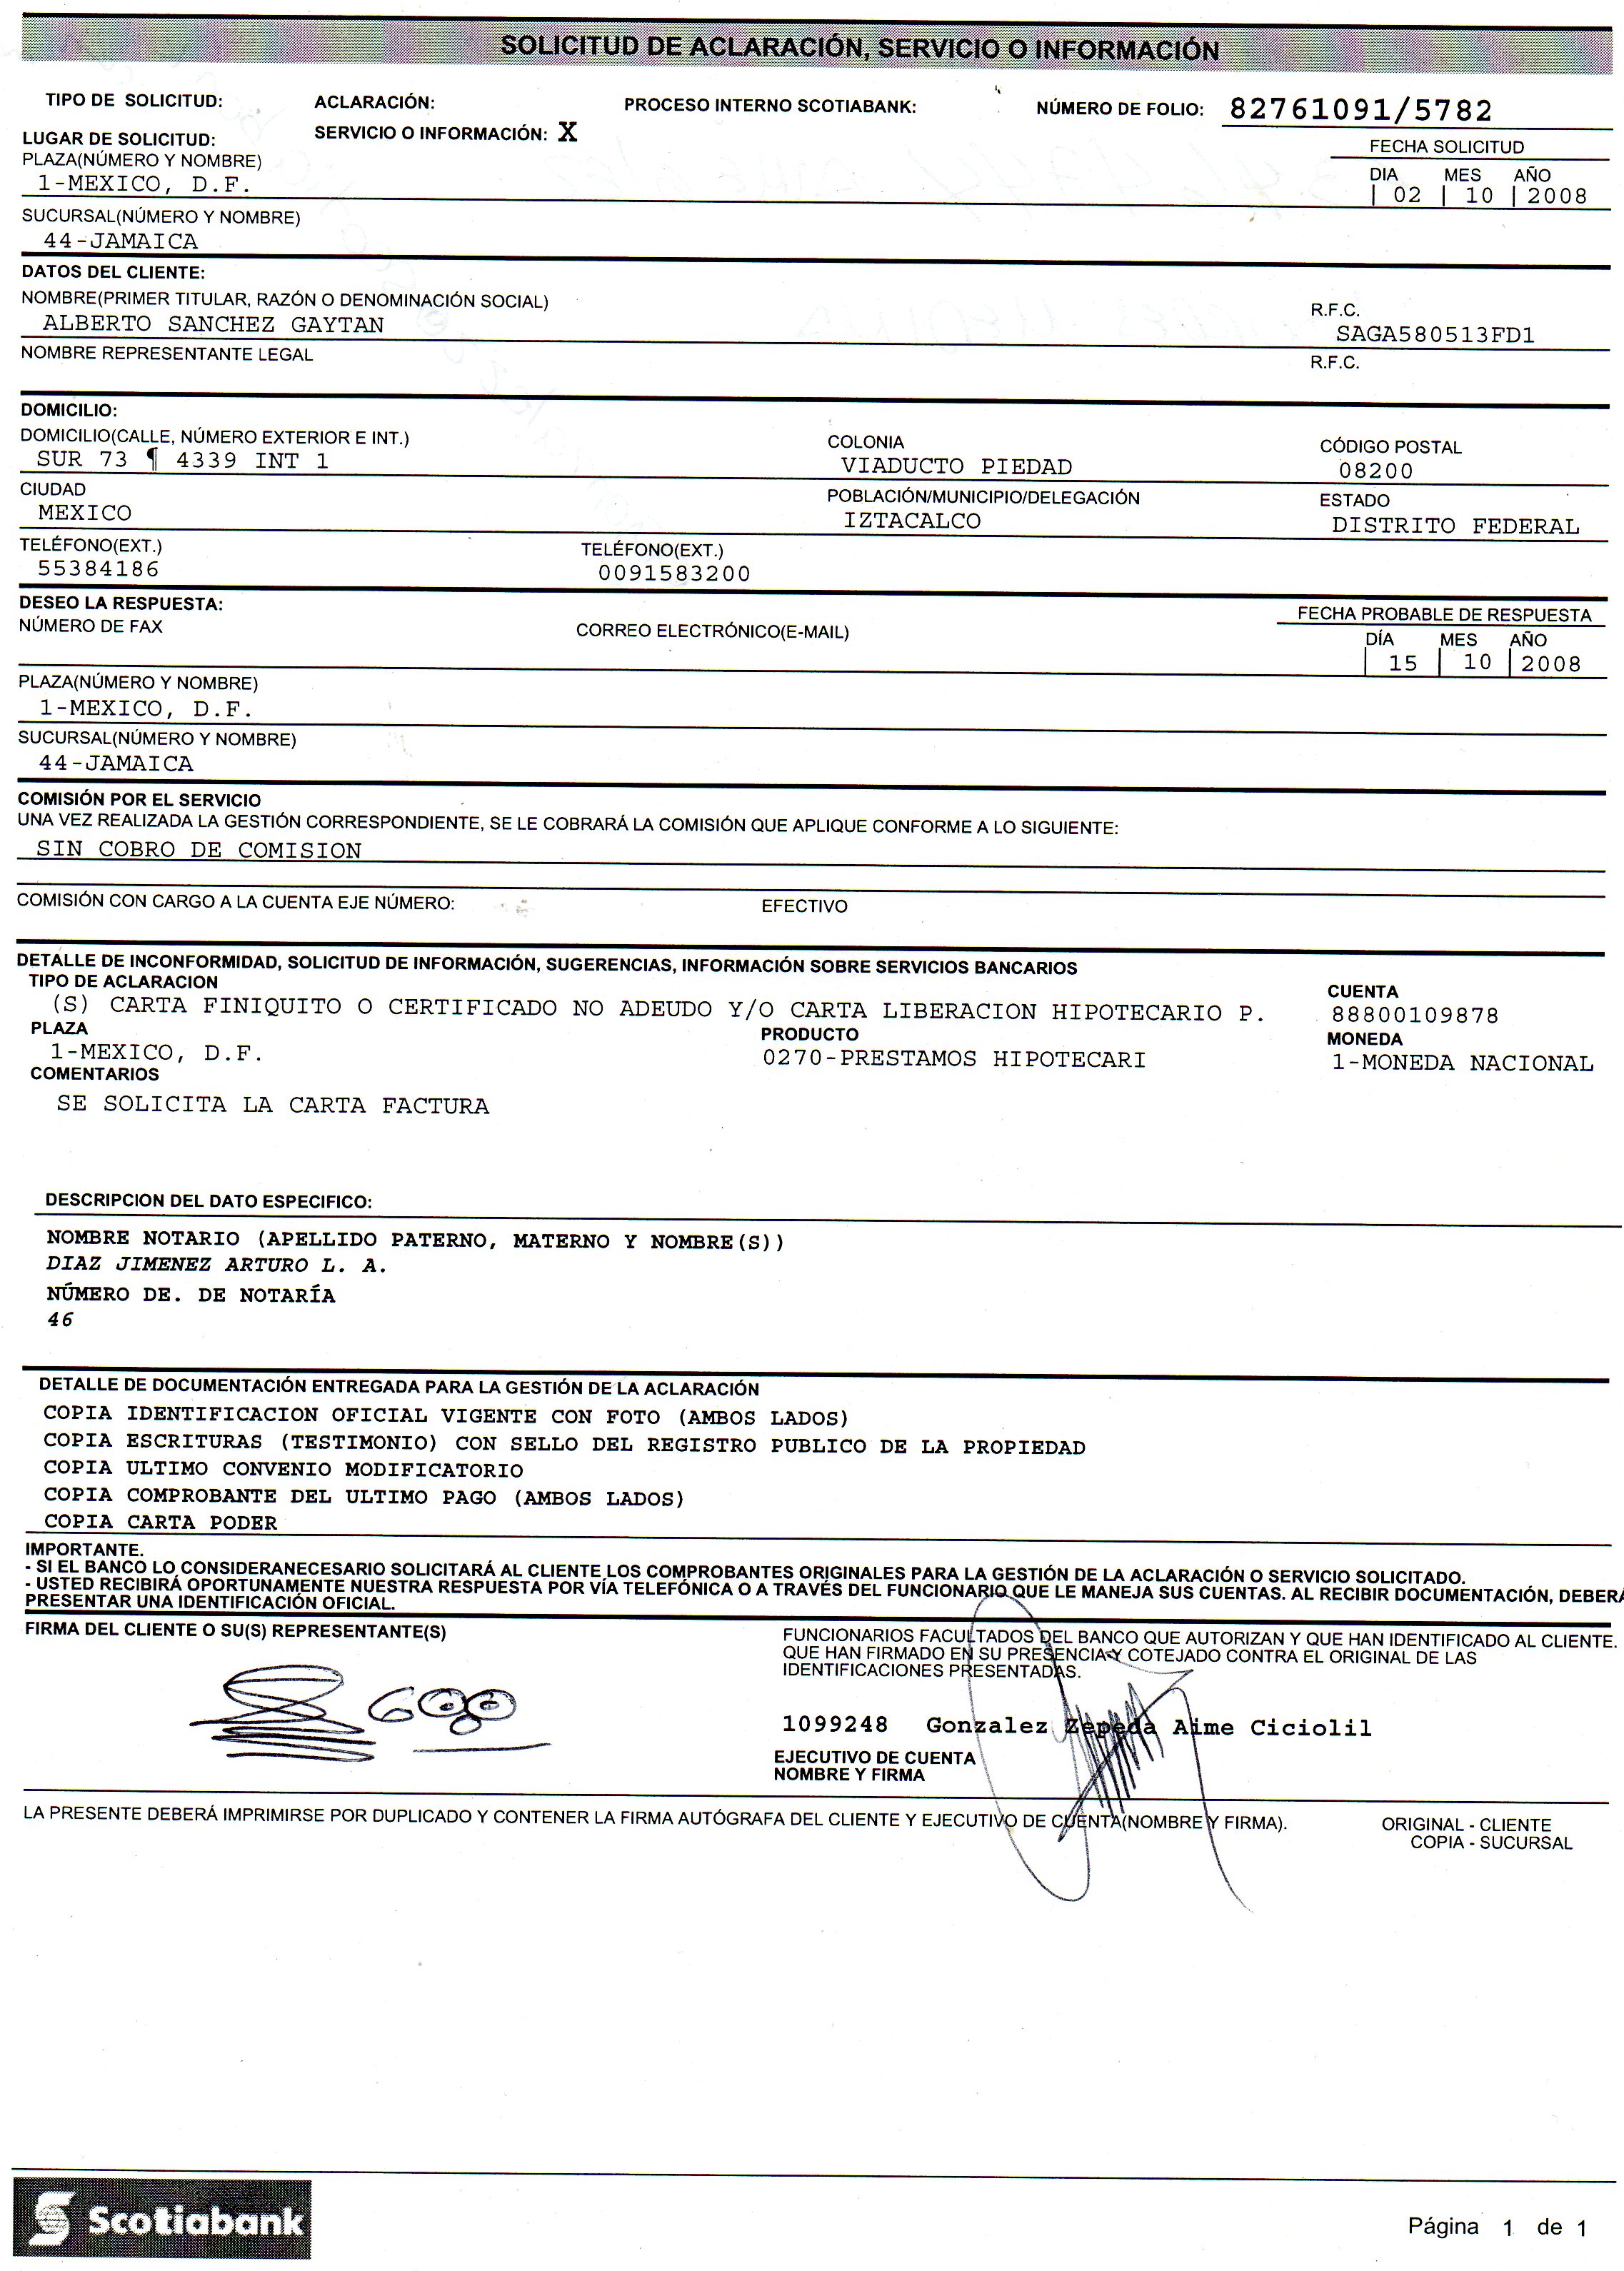 SOLICITUD DE ACLARACIÓN, SERVICIO O INFORMACIÓN
TIPO DE SOLICITUD: ACLARACIÓN: PROCESO INTERNO SCOTIABANK: NÚMERO DE FOLIO: 82761091/5782
SERVICIO O INFORMACIÓN: X
LUGAR DE SOLICITUD:
FECHA SOLICITUD
PLAZA(NÚMERO Y NOMBRE)
DIA MES AÑO
1-MEXICO, D.F.
02 10 2008
SUCURSAL(NÚMERO Y NOMBRE)
44-JAMAICA
DATOS DEL CLIENTE:
NOMBRE(PRIMER TITULAR, RAZÓN O DENOMINACIÓN SOCIAL) R.F.C.
ALBERTO SANCHEZ GAYTAN SAGA580513FD1
NOMBRE REPRESENTANTE LEGAL R.F.C.
DOMICILIO:
DOMICILIO(CALLE, NÚMERO EXTERIOR E INT.) COLONIA CÓDIGO POSTAL
SUR 73 ¶ 4339 INT 1 VIADUCTO PIEDAD 08200
CIUDAD POBLACIÓN/MUNICIPIO/DELEGACIÓN ESTADO
MEXICO IZTACALCO DISTRITO FEDERAL
TELÉFONO(EXT.) TELÉFONO(EXT.)
55384186 0091583200
DESEO LA RESPUESTA: FECHA PROBABLE DE RESPUESTA
NÚMERO DE FAX CORREO ELECTRÓNICO(E-MAIL) DÍA MES AÑO
15 10 2008
PLAZA(NÚMERO Y NOMBRE)
1-MEXICO, D.F.
SUCURSAL(NÚMERO Y NOMBRE)
44-JAMAICA
COMISIÓN POR EL SERVICIO
UNA VEZ REALIZADA LA GESTIÓN CORRESPONDIENTE, SE LE COBRARÁ LA COMISIÓN QUE APLIQUE CONFORME A LO SIGUIENTE:
SIN COBRO DE COMISION
COMISIÓN CON CARGO A LA CUENTA EJE NÚMERO: EFECTIVO
DETALLE DE INCONFORMIDAD, SOLICITUD DE INFORMACIÓN, SUGERENCIAS, INFORMACIÓN SOBRE SERVICIOS BANCARIOS
TIPO DE ACLARACION CUENTA
(S) CARTA FINIQUITO O CERTIFICADO NO ADEUDO Y/O CARTA LIBERACION HIPOTECARIO P. 88800109878
PLAZA PRODUCTO MONEDA
1-MEXICO, D.F. 0270-PRESTAMOS HIPOTECARI 1-MONEDA NACIONAL
COMENTARIOS
SE SOLICITA LA CARTA FACTURA
DESCRIPCION DEL DATO ESPECIFICO:
NOMBRE NOTARIO (APELLIDO PATERNO, MATERNO Y NOMBRE(S))
DIAZ JIMENEZ ARTURO L. A.
NÚMERO DE. DE NOTARÍA
46
DETALLE DE DOCUMENTACIÓN ENTREGADA PARA LA GESTIÓN DE LA ACLARACIÓN
COPIA IDENTIFICACION OFICIAL VIGENTE CON FOTO (AMBOS LADOS)
COPIA ESCRITURAS (TESTIMONIO) CON SELLO DEL REGISTRO PUBLICO DE LA PROPIEDAD
COPIA ULTIMO CONVENIO MODIFICATORIO
COPIA COMPROBANTE DEL ULTIMO PAGO (AMBOS LADOS)
COPIA CARTA PODER
IMPORTANTE.
- SI EL BANCO LO CONSIDERANECESARIO SOLICITARÁ AL CLIENTE LOS COMPROBANTES ORIGINALES PARA LA GESTIÓN DE LA ACLARACIÓN O SERVICIO SOLICITADO.
- USTED RECIBIRÁ OPORTUNAMENTE NUESTRA RESPUESTA POR VÍA TELEFÓNICA O A TRAVÉS DEL FUNCIONARIO QUE LE MANEJA SUS CUENTAS. AL RECIBIR DOCUMENTACIÓN, DEBERÁ
PRESENTAR UNA IDENTIFICACIÓN OFICIAL.
FIRMA DEL CLIENTE O SU(S) REPRESENTANTE(S)
FUNCIONARIOS FACULTADOS DEL BANCO QUE AUTORIZAN Y QUE HAN IDENTIFICADO AL CLIENTE.
QUE HAN FIRMADO EN SU PRESENCIA Y COTEJADO CONTRA EL ORIGINAL DE LAS
IDENTIFICACIONES PRESENTADAS.
1099248 Gonzalez Zepeda Aime Ciciolil
EJECUTIVO DE CUENTA
NOMBRE Y FIRMA
LA PRESENTE DEBERÁ IMPRIMIRSE POR DUPLICADO Y CONTENER LA FIRMA AUTÓGRAFA DEL CLIENTE Y EJECUTIVO DE CUENTA(NOMBRE Y FIRMA). ORIGINAL - CLIENTE
COPIA - SUCURSAL
Scotiabank
Página 1 de 1